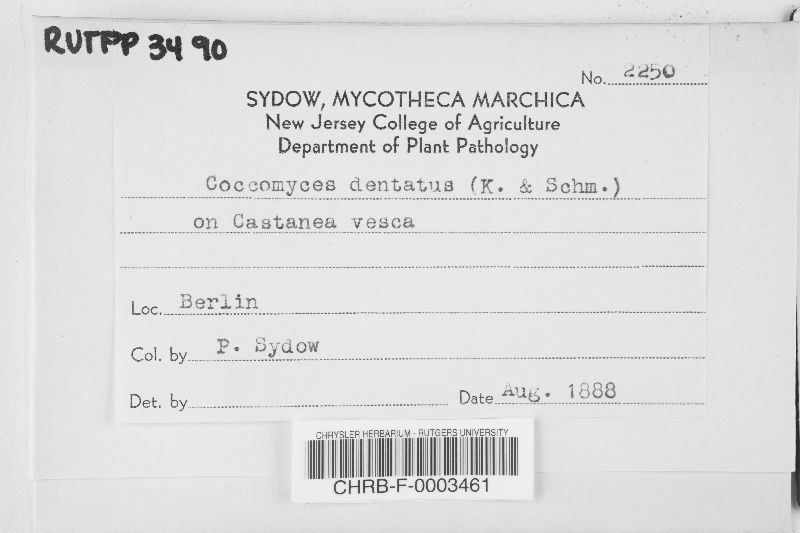 RUTPP 3490
No. 2250
SYDOW, MYCOTHECA MARCHICA
New Jersey College of Agriculture
Department of Plant Pathology
Coccomyces dentatus (K. & Schm.)
on Castanea vesca
Loc. Berlin
Col. by P. Sydow
Det. by
Date Aug. 1888
CHRYSLER HERBARIUM - RUTGERS UNIVERSITY
CHRB-F-0003461